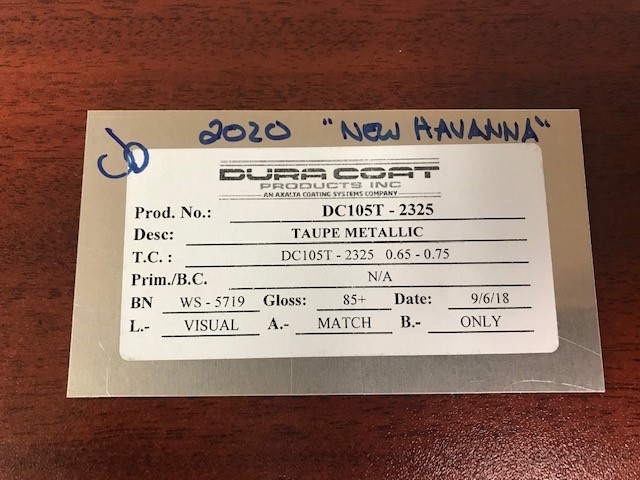 2020 "NEW HAVANNA"
DURA COAT
PRODUCTS INC
AN AXALTA COATING SYSTEMS COMPANY
Prod. No.: DC105T - 2325
Desc: TAUPE METALLIC
T.C. : DC105T - 2325 0.65 - 0.75
Prim./B.C. N/A
BN WS - 5719 Gloss: 85+ Date: 9/6/18
L.- VISUAL A.- MATCH B.- ONLY